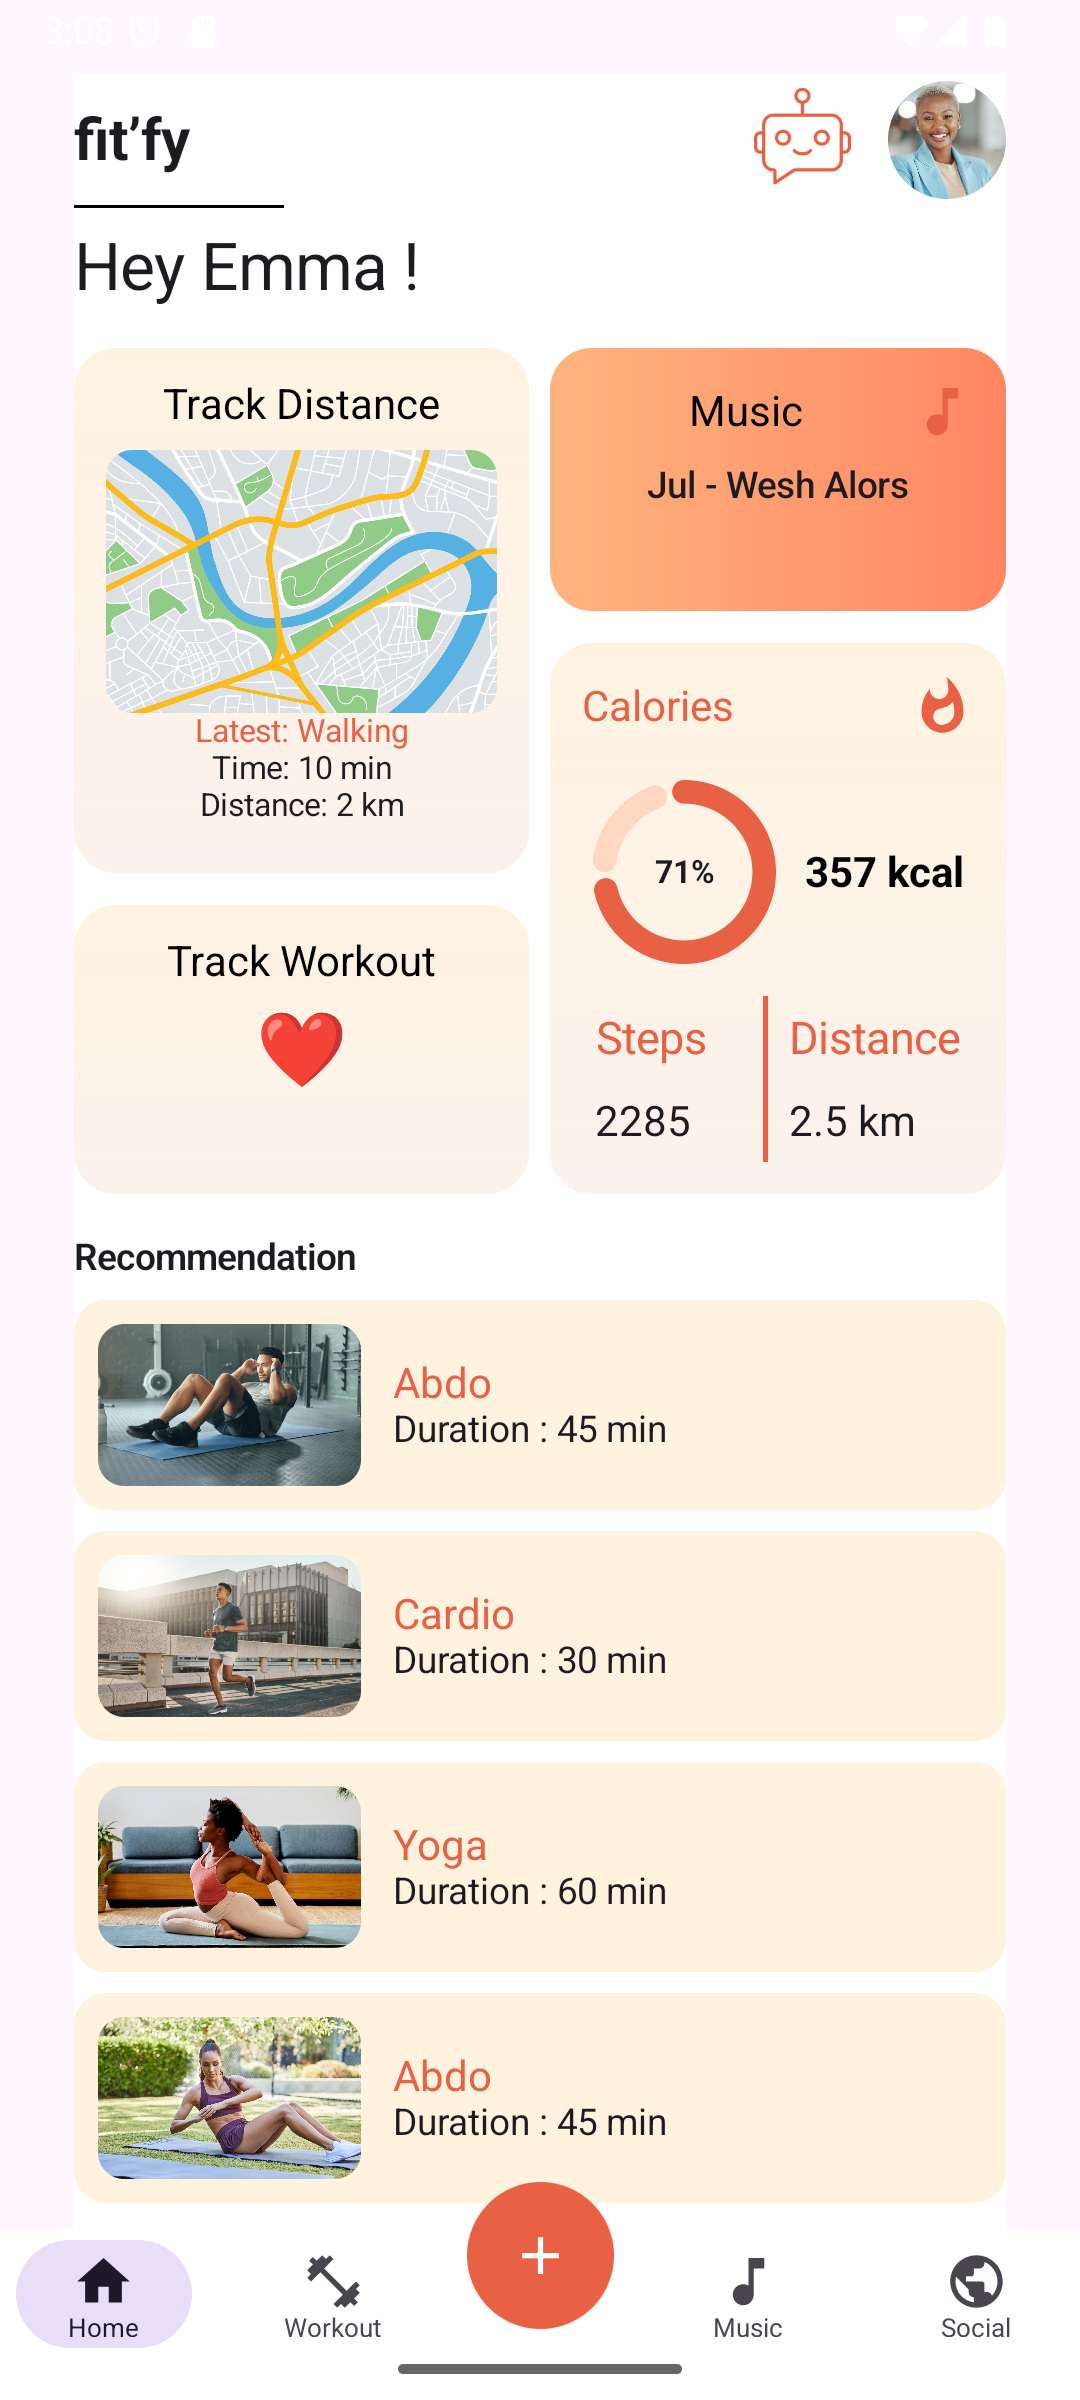 3:08
fit’fy
Hey Emma !
Track Distance
Latest: Walking
Time: 10 min
Distance: 2 km
Music
Jul - Wesh Alors
Calories
71%
357 kcal
Steps
2285
Distance
2.5 km
Track Workout
Recommendation
Abdo
Duration : 45 min
Cardio
Duration : 30 min
Yoga
Duration : 60 min
Abdo
Duration : 45 min
Home
Workout
+
Music
Social